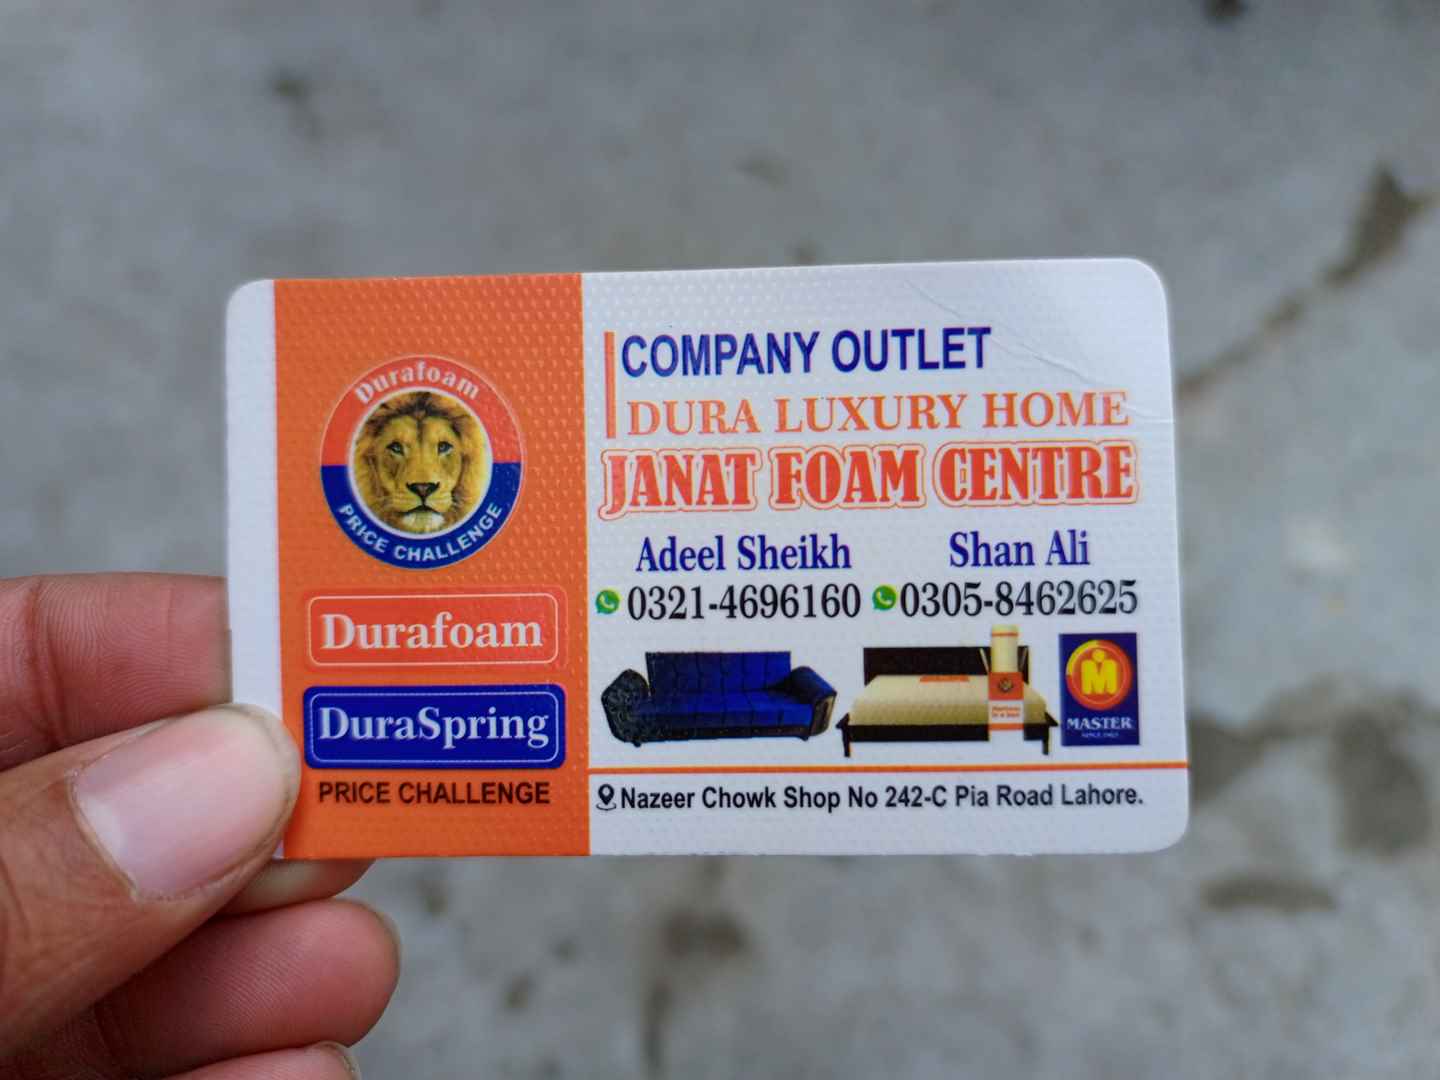 Durafoam
PRICE CHALLENGE
Durafoam
DuraSpring
PRICE CHALLENGE
COMPANY OUTLET
DURA LUXURY HOME
JANAT FOAM CENTRE
Adeel Sheikh
0321-4696160
Shan Ali
0305-8462625
M
MASTER
Nazeer Chowk Shop No 242-C Pia Road Lahore.